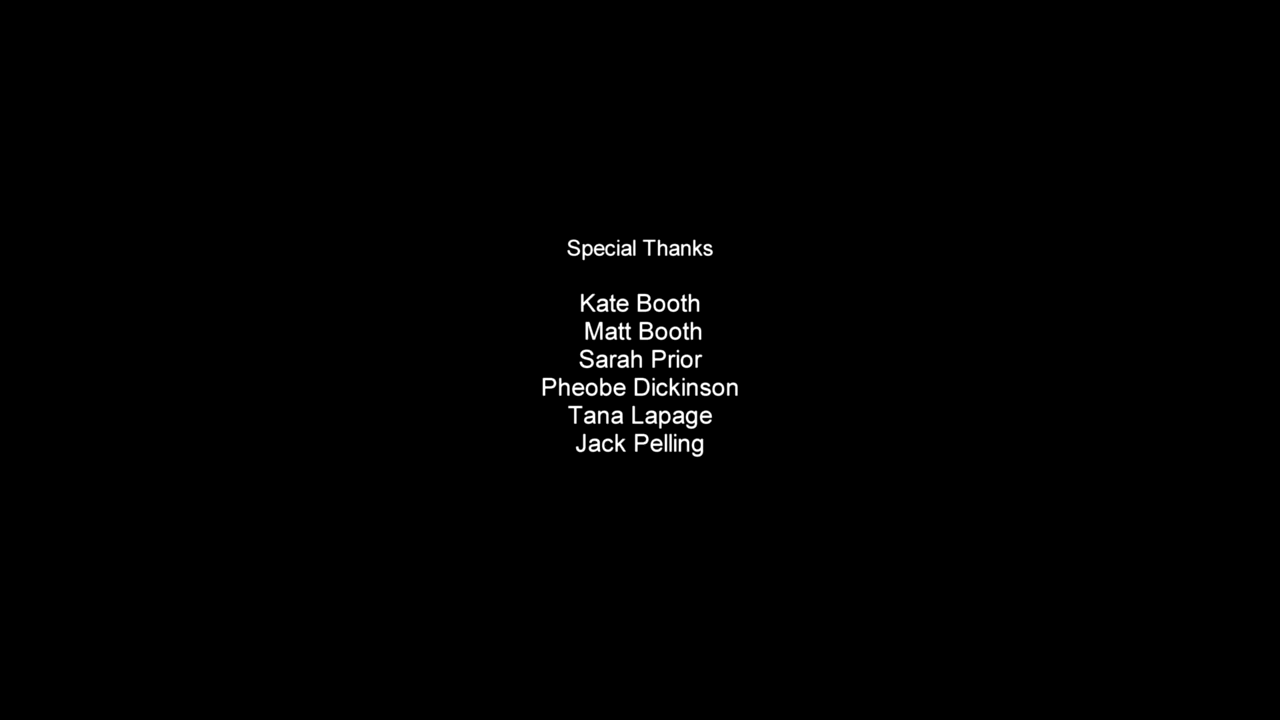 Special Thanks
Kate Booth
Matt Booth
Sarah Prior
Pheobe Dickinson
Tana Lapage
Jack Pelling